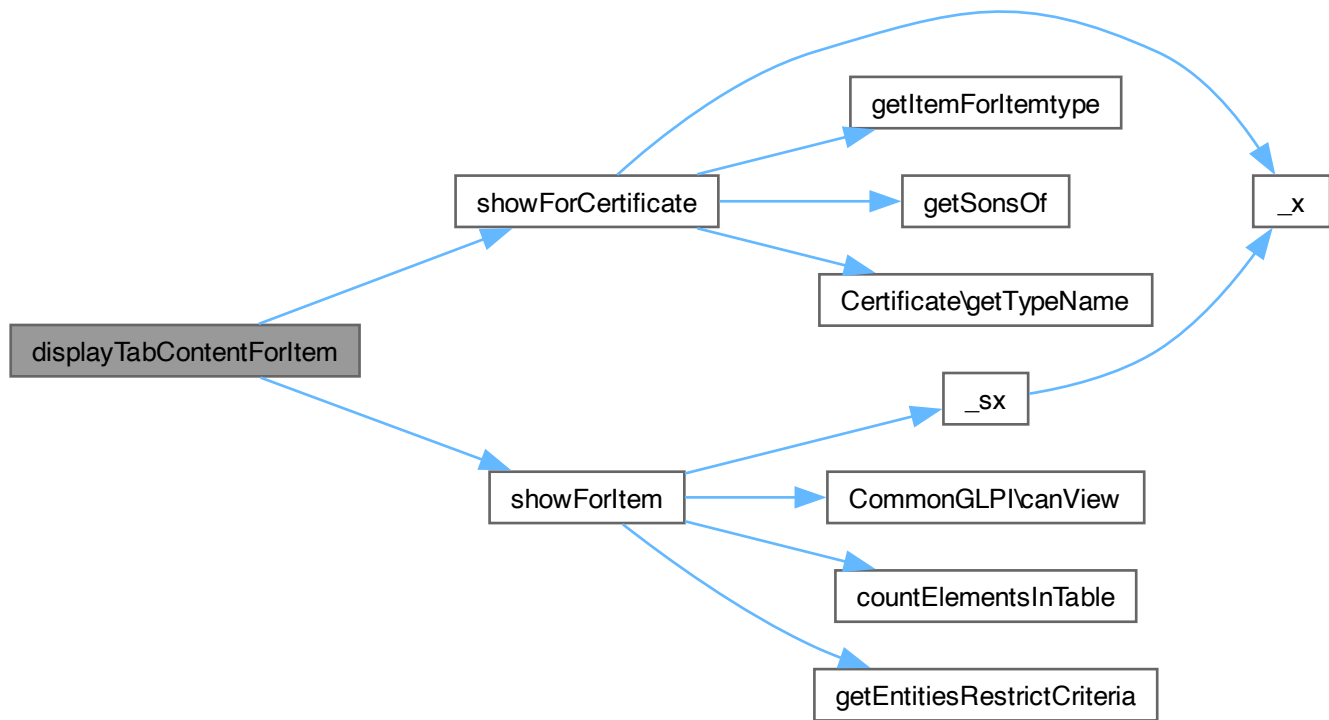 getItemForItemtype
showForCertificate
getSonsOf
_x
Certificate\getTypeName
displayTabContentForItem
_sx
showForItem
CommonGLPI\canView
countElementsInTable
getEntitiesRestrictCriteria